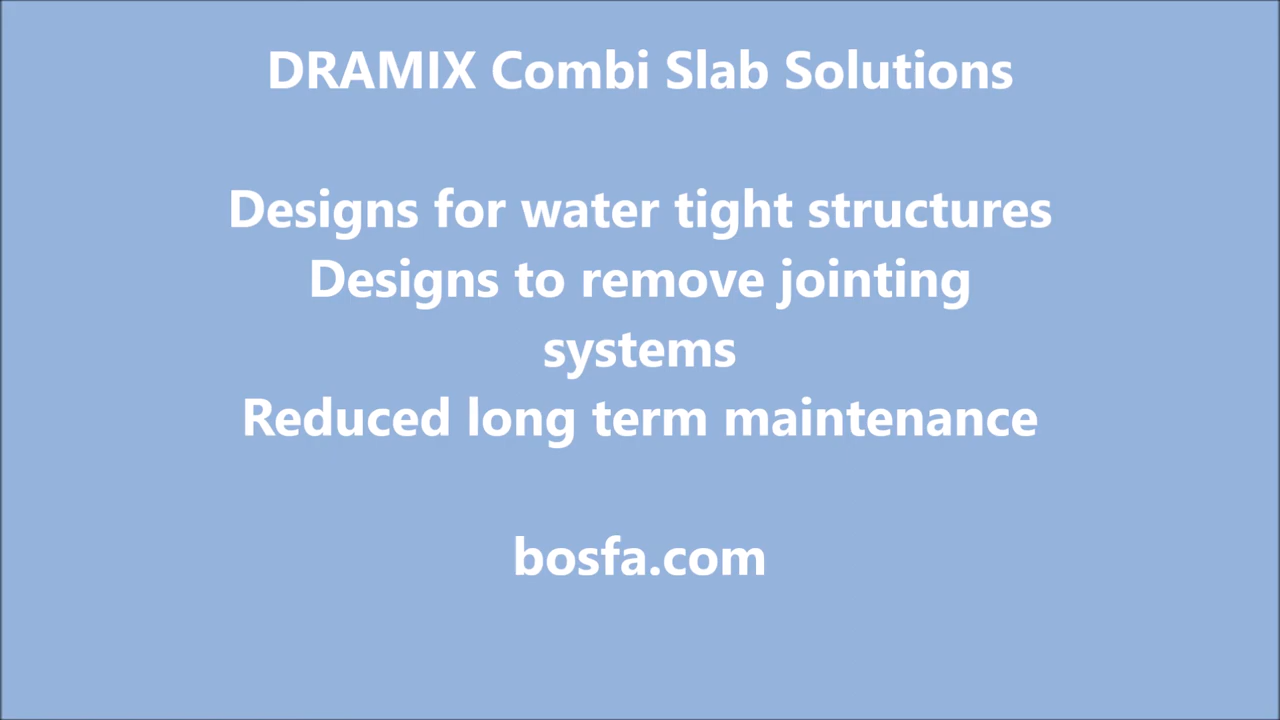 DRAMIX Combi Slab Solutions
Designs for water tight structures
Designs to remove jointing
systems
Reduced long term maintenance
bosfa.com